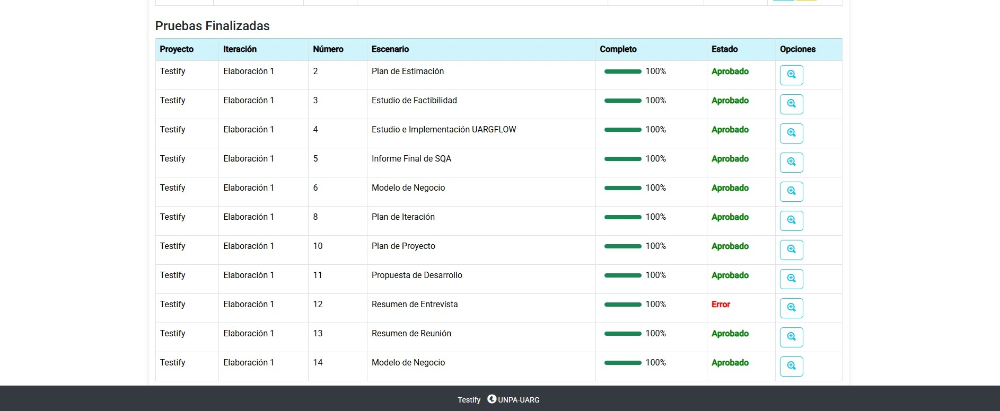 Pruebas Finalizadas
Proyecto Iteración Número Escenario Completo Estado Opciones
Testify Elaboración 1 2 Plan de Estimación 100% Aprobado
Testify Elaboración 1 3 Estudio de Factibilidad 100% Aprobado
Testify Elaboración 1 4 Estudio e Implementación UARGFLOW 100% Aprobado
Testify Elaboración 1 5 Informe Final de SQA 100% Aprobado
Testify Elaboración 1 6 Modelo de Negocio 100% Aprobado
Testify Elaboración 1 8 Plan de Iteración 100% Aprobado
Testify Elaboración 1 10 Plan de Proyecto 100% Aprobado
Testify Elaboración 1 11 Propuesta de Desarrollo 100% Aprobado
Testify Elaboración 1 12 Resumen de Entrevista 100% Error
Testify Elaboración 1 13 Resumen de Reunión 100% Aprobado
Testify Elaboración 1 14 Modelo de Negocio 100% Aprobado
Testify UNPA-UARG